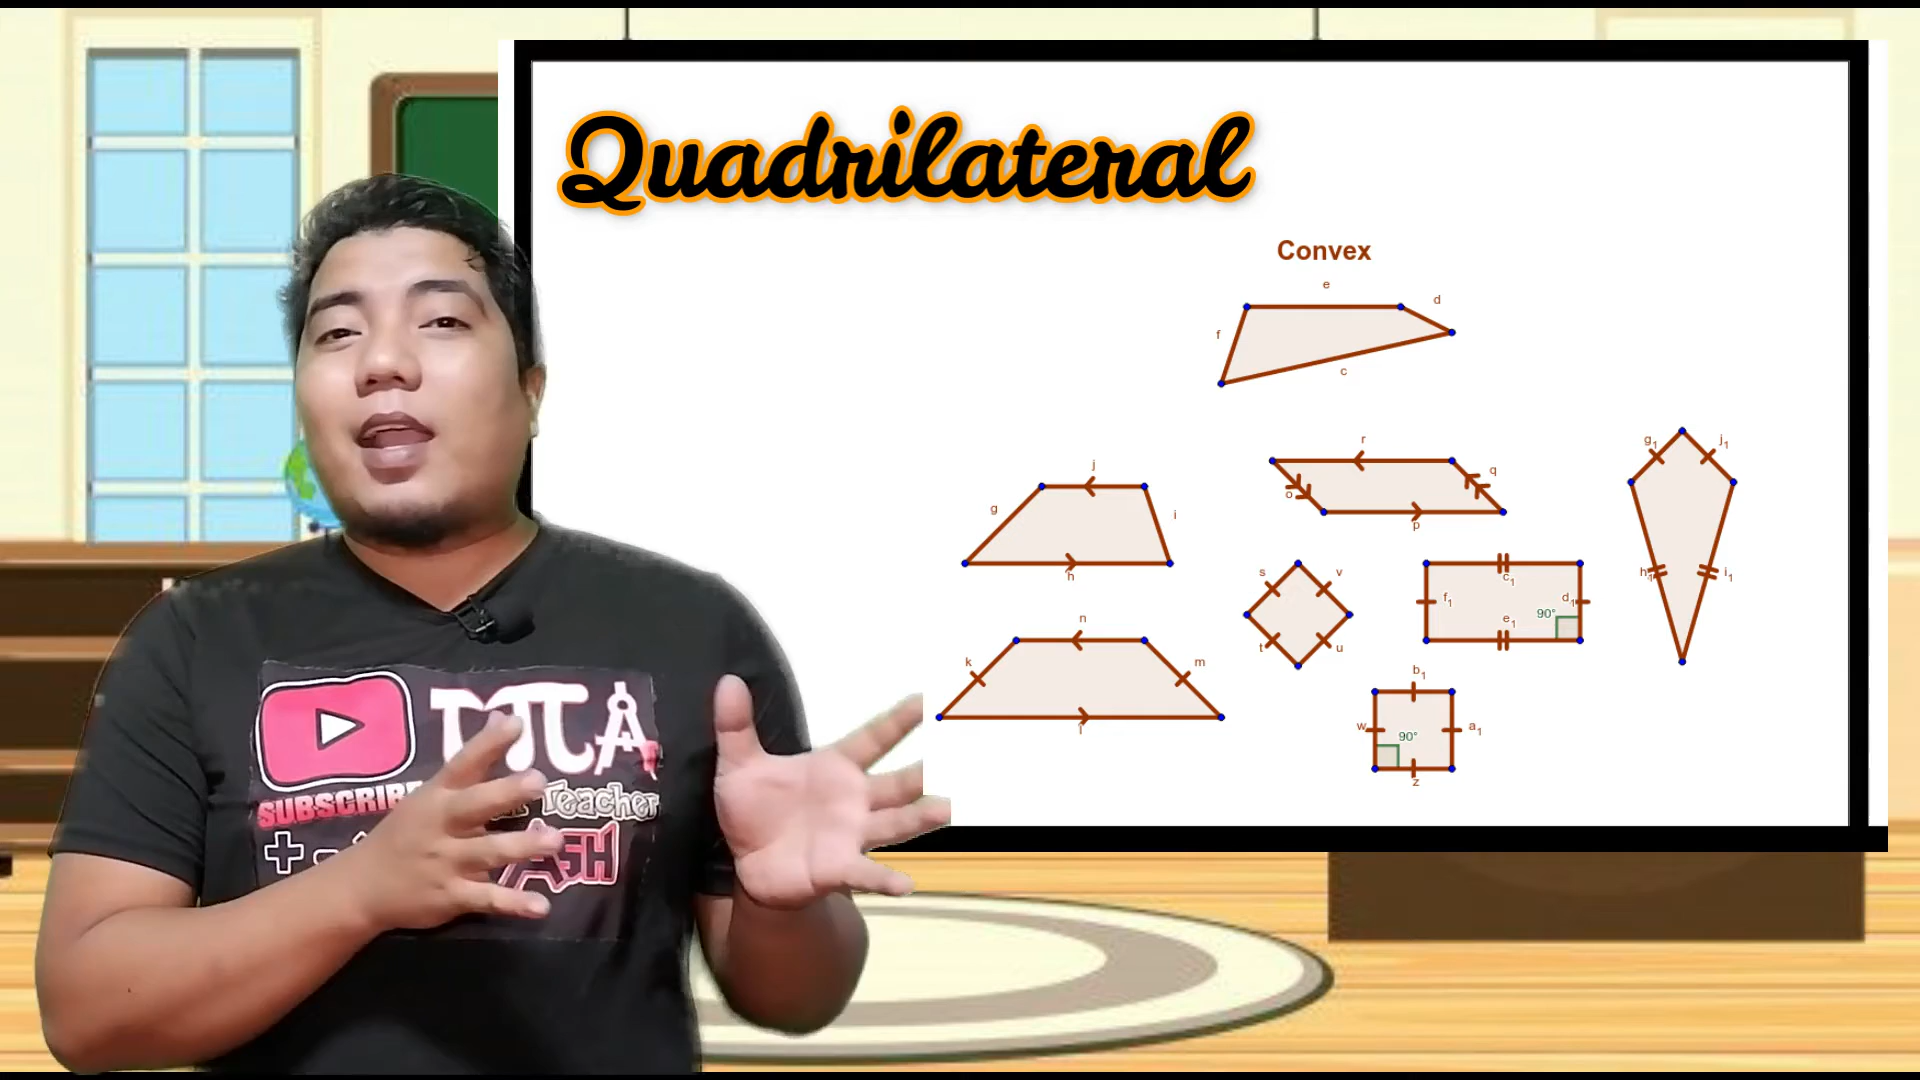 Quadrilateral
Convex
e
d
f
c
r
g₁
j₁
j
q
o
g
i
p
h
s
v
c₁
h₁
i₁
f₁
d₁
90°
e₁
n
t
u
k
m
b₁
w
a₁
90°
l
z
SUBSCRIBE
Teacher